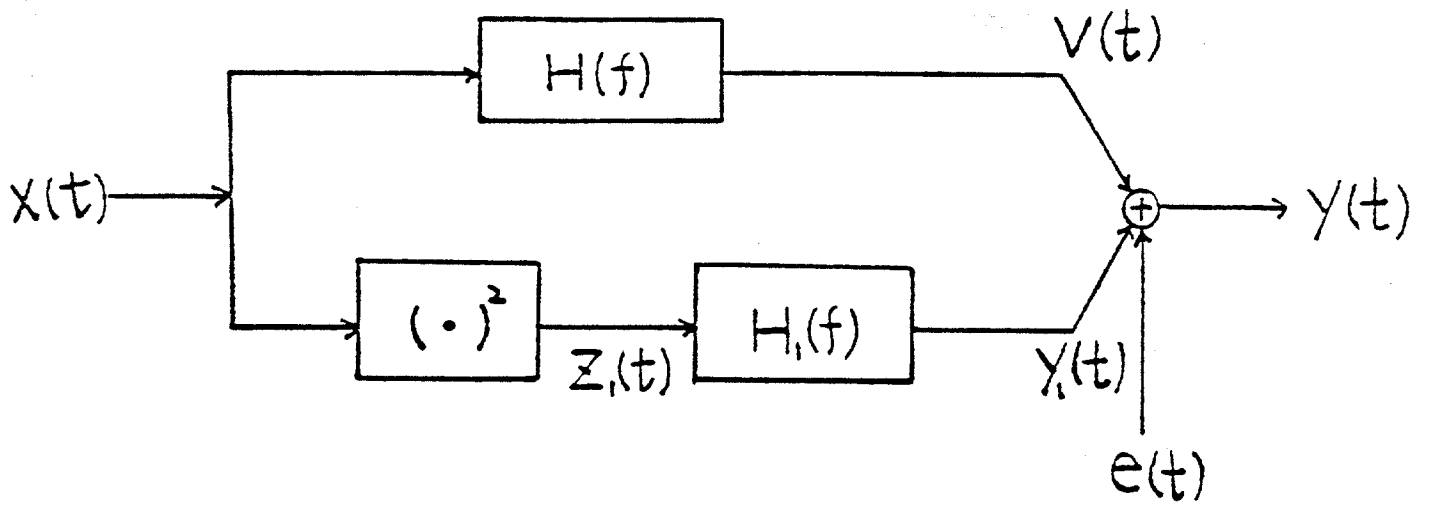 V(t)
H(f)
X(t)
+
Y(t)
(•)²
Z₁(t)
H₁(f)
Y₁(t)
e(t)